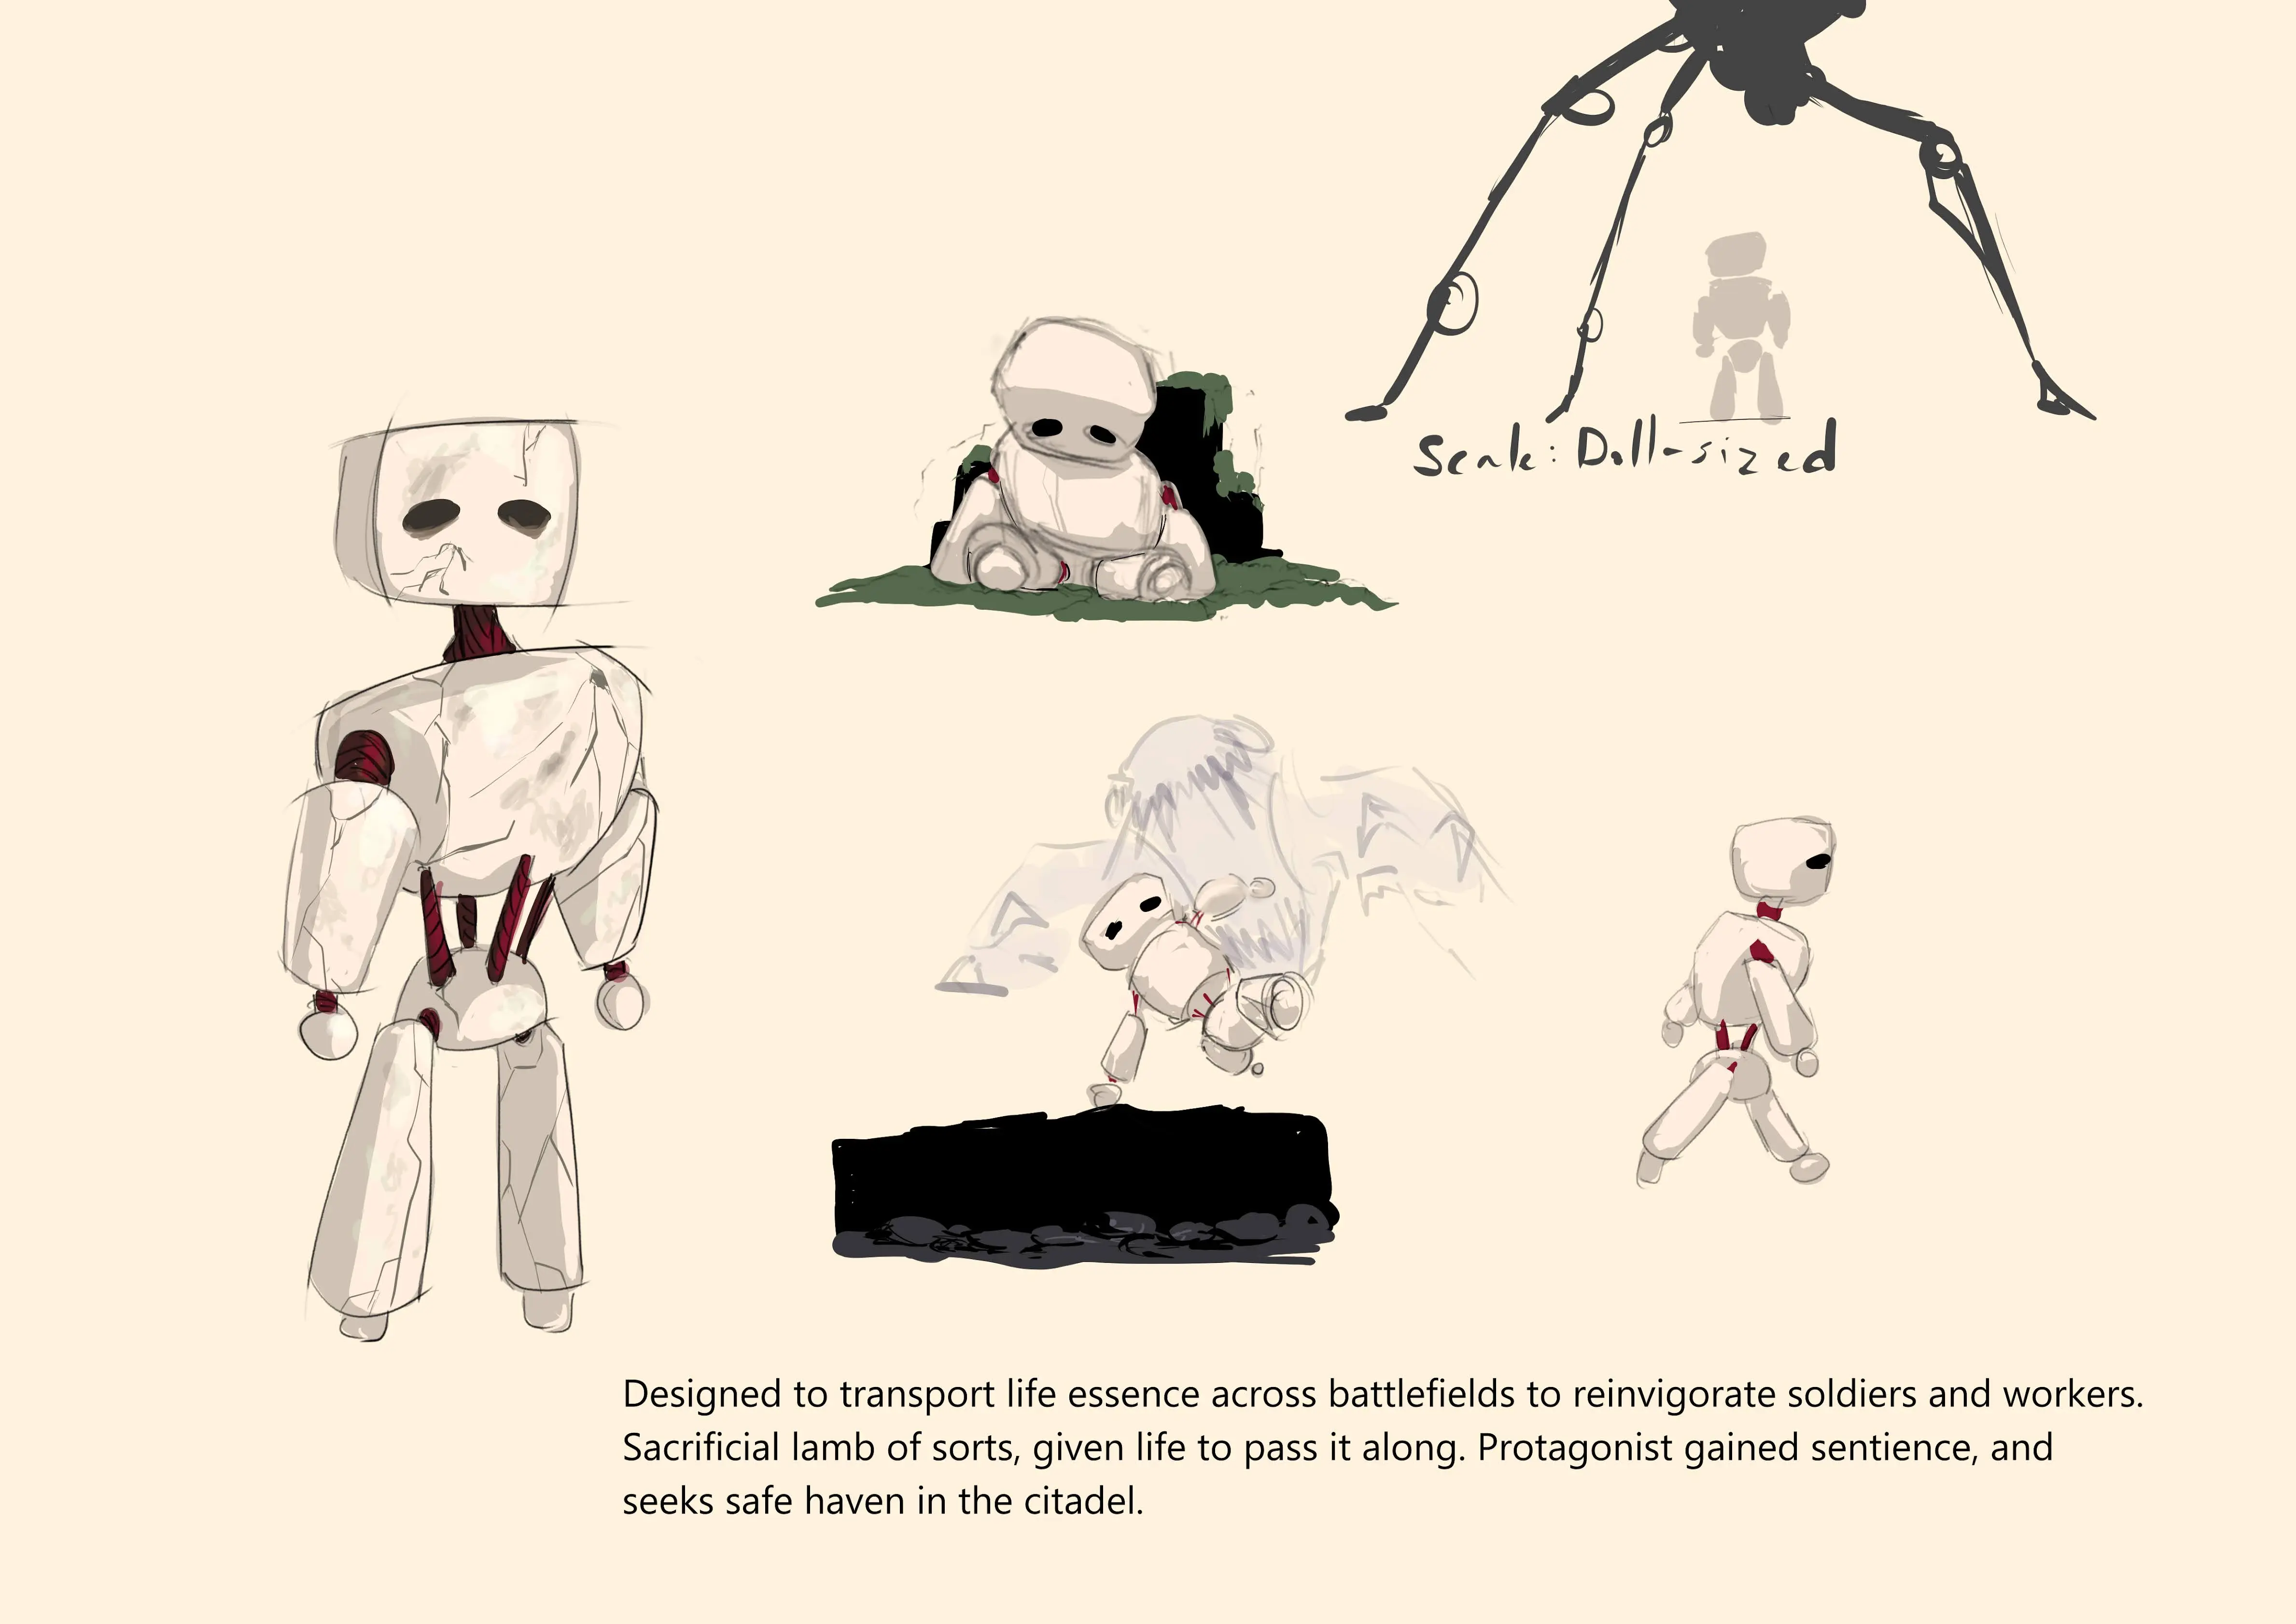 Scale: Doll-sized
Designed to transport life essence across battlefields to reinvigorate soldiers and workers.
Sacrificial lamb of sorts, given life to pass it along. Protagonist gained sentience, and
seeks safe haven in the citadel.